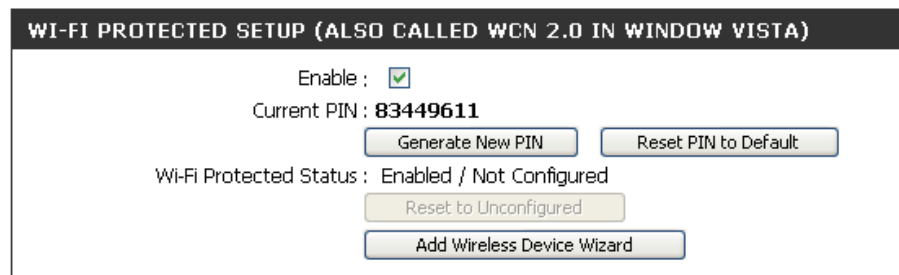 WI-FI PROTECTED SETUP (ALSO CALLED WCN 2.0 IN WINDOW VISTA)
Enable :
Current PIN : 83449611
Generate New PIN Reset PIN to Default
Wi-Fi Protected Status : Enabled / Not Configured
Reset to Unconfigured
Add Wireless Device Wizard